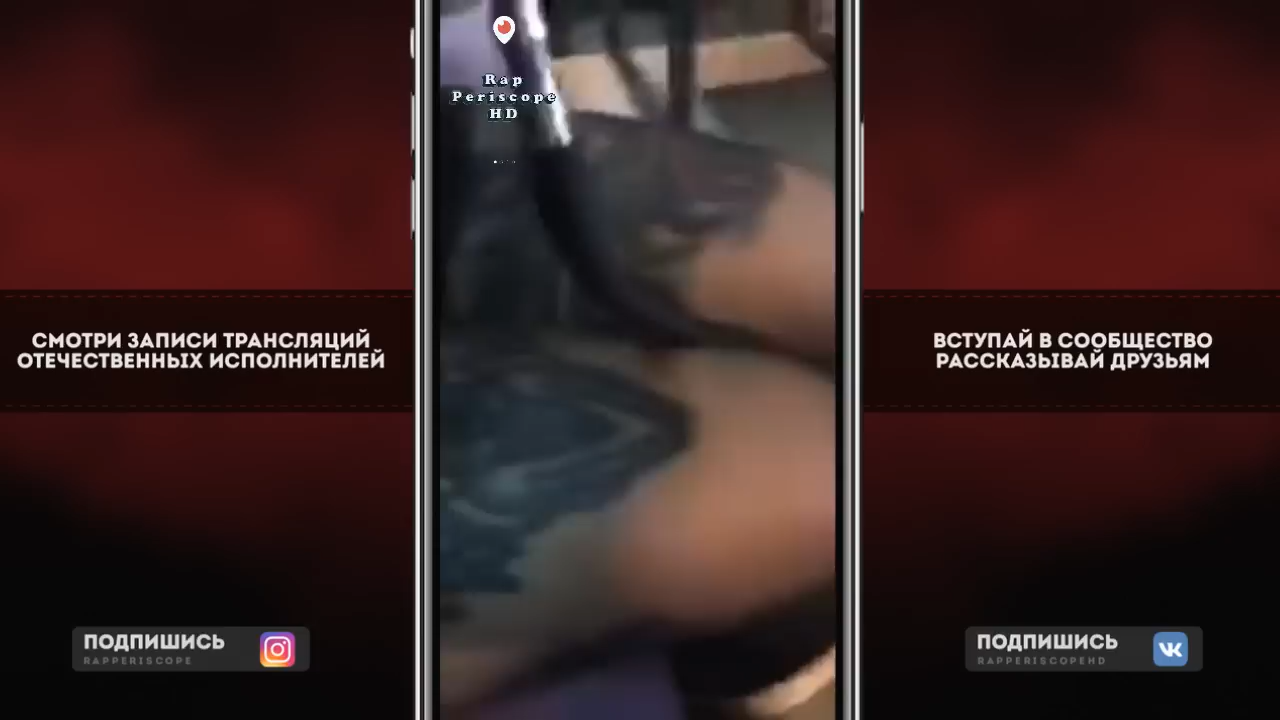 Rap
Periscope
HD
СМОТРИ ЗАПИСИ ТРАНСЛЯЦИЙ
ОТЕЧЕСТВЕННЫХ ИСПОЛНИТЕЛЕЙ
ВСТУПАЙ В СООБЩЕСТВО
РАССКАЗЫВАЙ ДРУЗЬЯМ
ПОДПИШИСЬ
RAPPERISCOPE
ПОДПИШИСЬ
RAPPERISCOPEHD